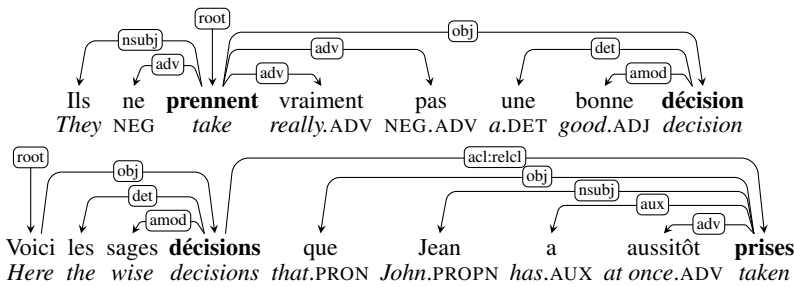 root
nsubj obj
adv det
adv adv amod
Ils ne prennent vraiment pas une bonne décision
They NEG take really.ADV NEG.ADV a.DET good.ADJ decision
root acl:relcl
obj obj
det nsubj
amod aux
adv
Voici les sages décisions que Jean a aussitôt prises
Here the wise decisions that.PRON John.PROPN has.AUX at once.ADV taken